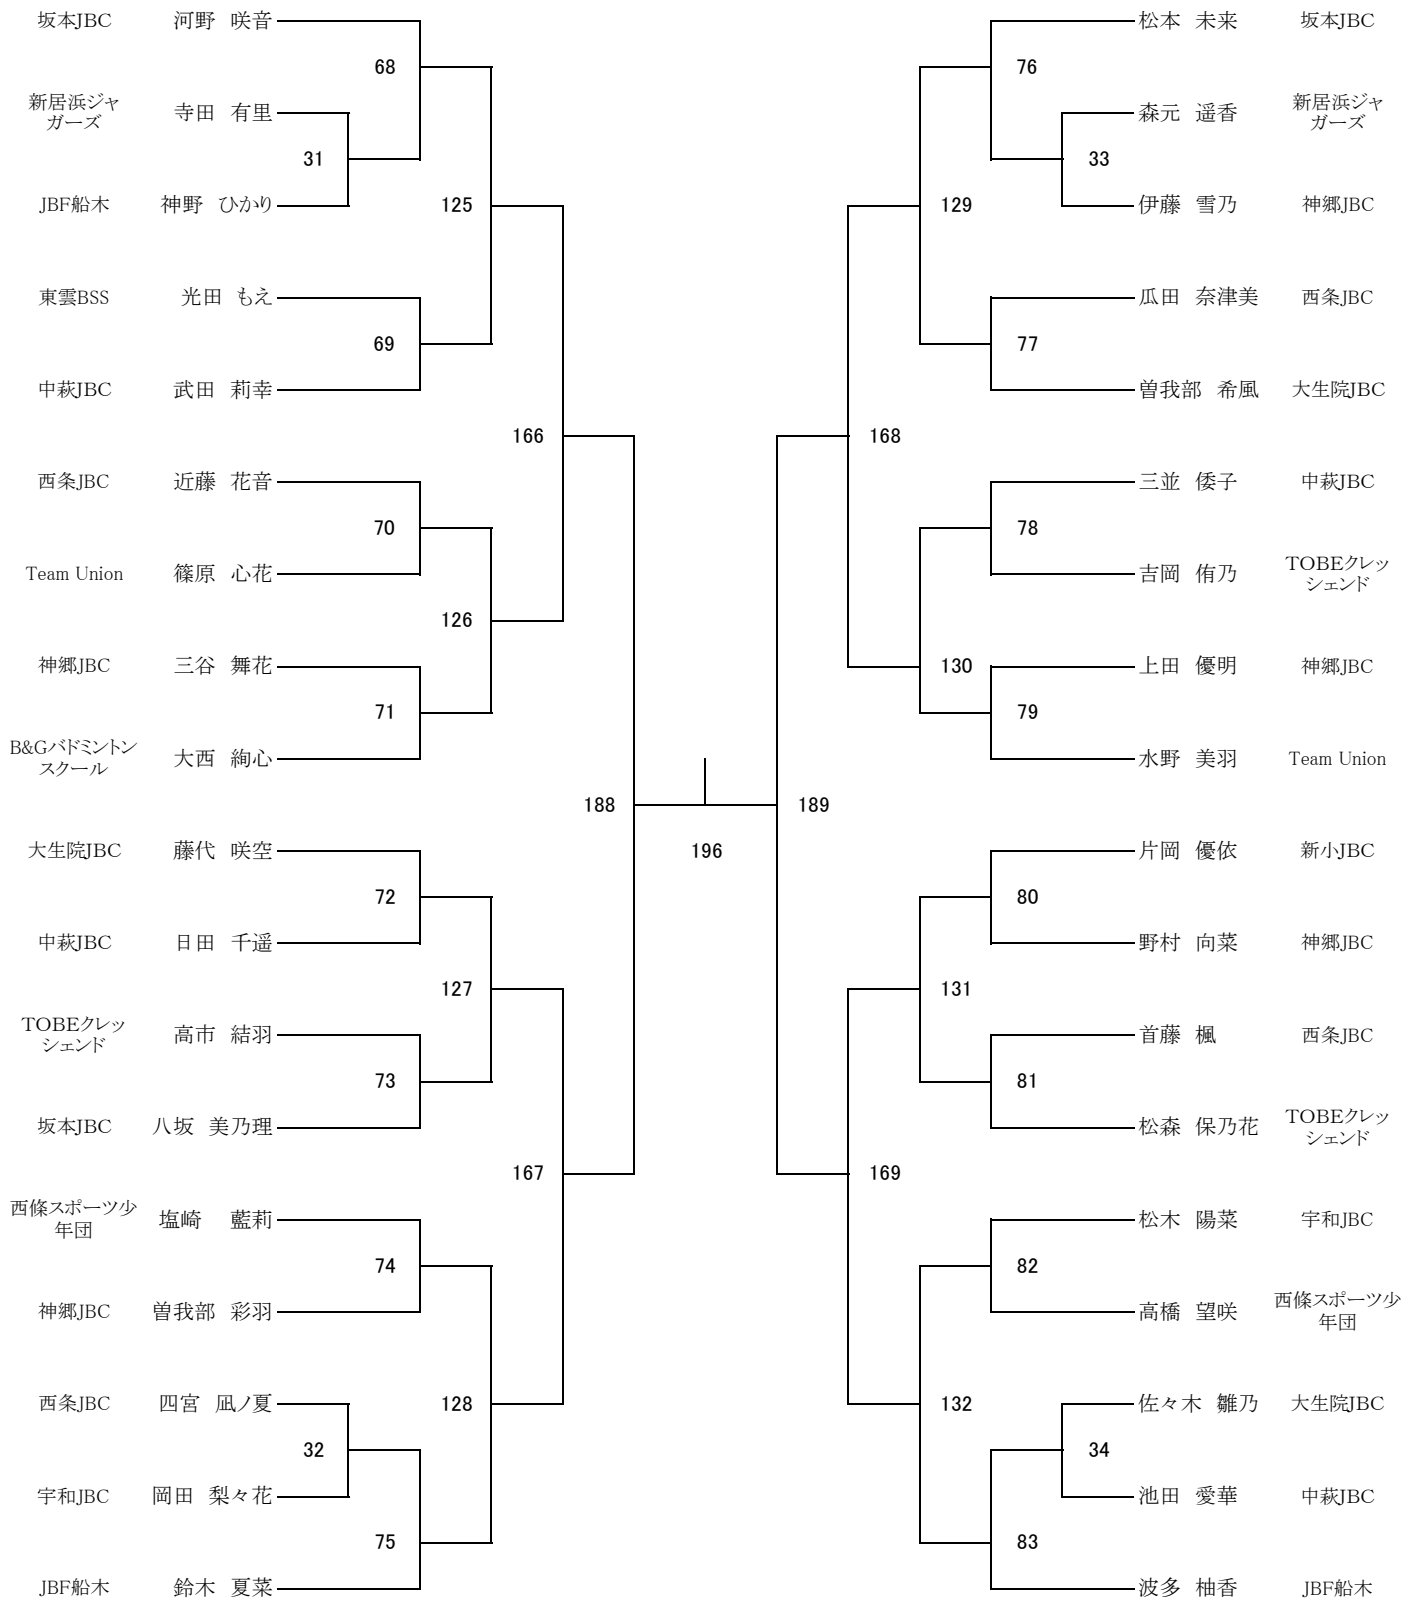 坂本JBC 河野 咲音
68
新居浜ジャ
ガーズ
寺田 有里
31
JBF船木 神野 ひかり
125
東雲BSS 光田 もえ
69
中萩JBC 武田 莉幸
166
西条JBC 近藤 花音
70
Team Union 篠原 心花
126
神郷JBC 三谷 舞花
71
B&Gバドミントン
スクール
大西 絢心
188
大生院JBC 藤代 咲空
72
中萩JBC 日田 千遥
127
TOBEクレッ
シェンド
高市 結羽
73
坂本JBC 八坂 美乃理
167
西條スポーツ少
年団
塩崎 藍莉
74
神郷JBC 曽我部 彩羽
西条JBC 四宮 凪ノ夏
128
32
宇和JBC 岡田 梨々花
75
JBF船木 鈴木 夏菜
196
松本 未来 坂本JBC
76
森元 遥香
新居浜ジャ
ガーズ
33
伊藤 雪乃 神郷JBC
129
瓜田 奈津美 西条JBC
77
曽我部 希風 大生院JBC
168
三並 倭子 中萩JBC
78
吉岡 侑乃
TOBEクレッ
シェンド
130
上田 優明 神郷JBC
79
水野 美羽 Team Union
189
片岡 優依 新小JBC
80
野村 向菜 神郷JBC
131
首藤 楓 西条JBC
81
松森 保乃花
TOBEクレッ
シェンド
169
松木 陽菜 宇和JBC
82
高橋 望咲
西條スポーツ少
年団
132
佐々木 雛乃 大生院JBC
34
池田 愛華 中萩JBC
83
波多 柚香 JBF船木